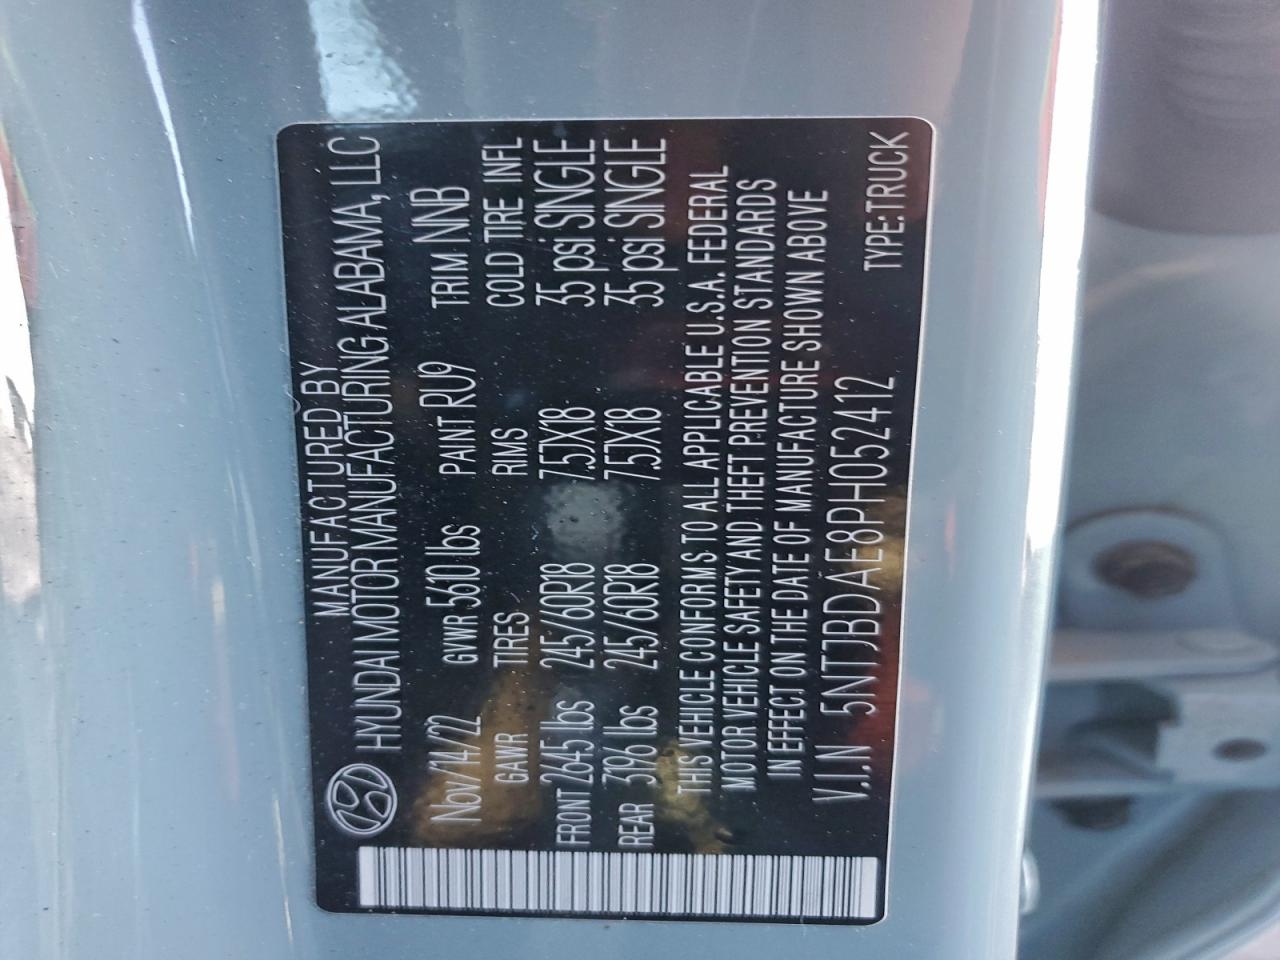 MANUFACTURED BY
HYUNDAI MOTOR MANUFACTURING ALABAMA, LLC
Nov/14/22 GVWR 5610 lbs PAINT RU9 TRIM NNB
GAWR TIRES RIMS COLD TIRE INFL
FRONT 2645 lbs 245/60R18 7.5JX18 35 psi SINGLE
REAR 3196 lbs 245/60R18 7.5JX18 35 psi SINGLE
THIS VEHICLE CONFORMS TO ALL APPLICABLE U.S.A. FEDERAL
MOTOR VEHICLE SAFETY AND THEFT PREVENTION STANDARDS
IN EFFECT ON THE DATE OF MANUFACTURE SHOWN ABOVE
V.I.N 5NTJBDAE8PH052412
TYPE:TRUCK